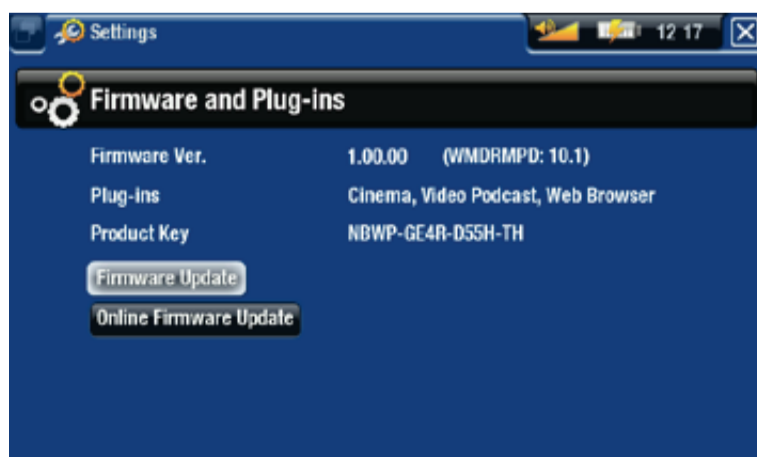 Settings 12 17
Firmware and Plug-ins
Firmware Ver. 1.00.00 (WMDRMPD: 10.1)
Plug-ins Cinema, Video Podcast, Web Browser
Product Key NBWP-GE4R-D55H-TH
Firmware Update
Online Firmware Update